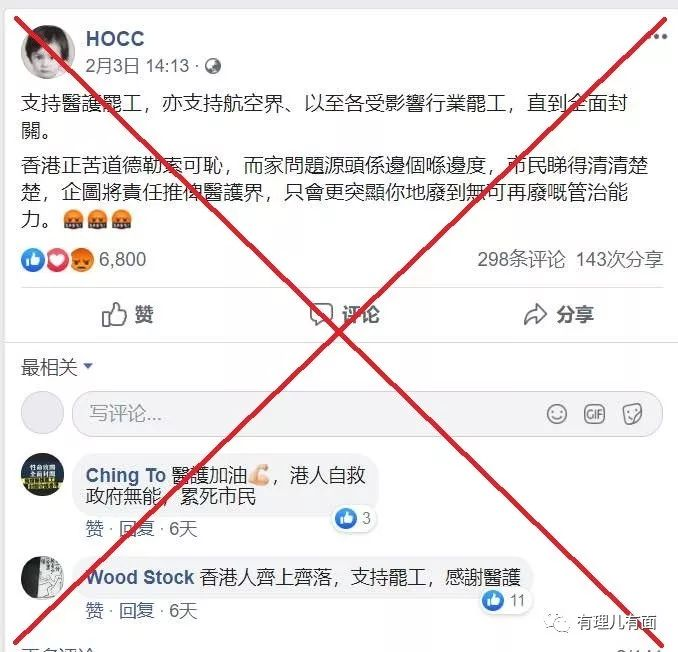 HOCC
2月3日 14:13
支持醫護罷工，亦支持航空界、以至各受影響行業罷工，直到全面封
關。
香港正苦道德勒索可恥，而家問題源頭係邊個喺邊度，市民睇得清清楚
楚，企圖將責任推俾醫護界，只會更突顯你地廢到無可再廢嘅管治能
力。
6,800 298条评论 143次分享
赞 评论 分享
最相关
写评论... GIF
Ching To 醫護加油，港人自救
政府無能，累死市民
3
赞 · 回复 · 6天
Wood Stock 香港人齊上齊落，支持罷工，感謝醫護
11
赞 · 回复 · 6天
有理儿有面